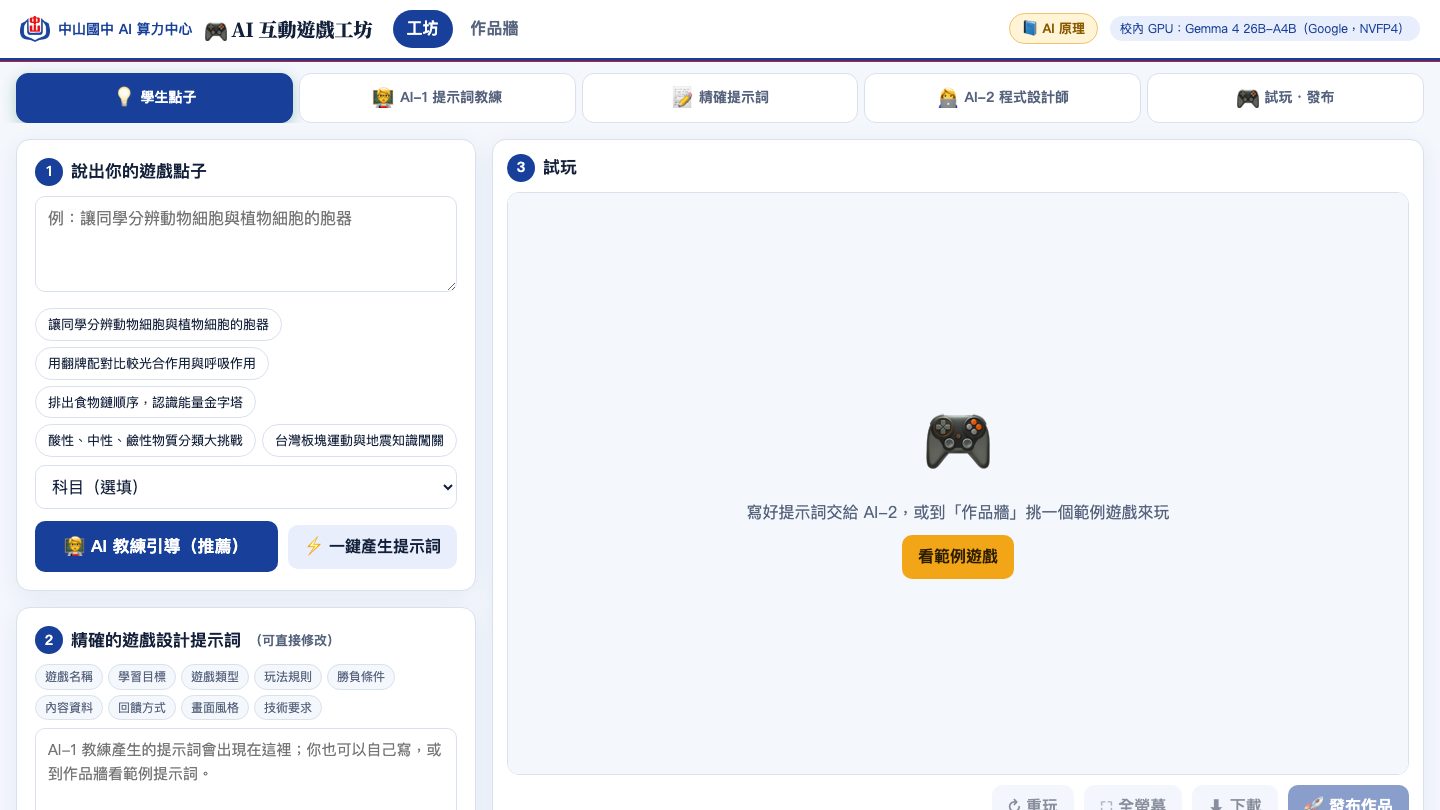 中山國中 AI 算力中心
🎮 AI 互動遊戲工坊
工坊
作品牆
📘 AI 原理
校內 GPU：Gemma 4 26B-A4B（Google，NVFP4）
💡 學生點子
👩‍🏫 AI-1 提示詞教練
📝 精確提示詞
👩‍💻 AI-2 程式設計師
🎮 試玩 · 發布
1 說出你的遊戲點子
例：讓同學分辨動物細胞與植物細胞的胞器
讓同學分辨動物細胞與植物細胞的胞器
用翻牌配對比較光合作用與呼吸作用
排出食物鏈順序，認識能量金字塔
酸性、中性、鹼性物質分類大挑戰
台灣板塊運動與地震知識闖關
科目（選填）
👩‍🏫 AI 教練引導（推薦）
⚡ 一鍵產生提示詞
2 精確的遊戲設計提示詞 （可直接修改）
遊戲名稱
學習目標
遊戲類型
玩法規則
勝負條件
內容資料
回饋方式
畫面風格
技術要求
AI-1 教練產生的提示詞會出現在這裡；你也可以自己寫，或
到作品牆看範例提示詞。
3 試玩
寫好提示詞交給 AI-2，或到「作品牆」挑一個範例遊戲來玩
看範例遊戲
↻ 重玩
⛶ 全螢幕
⬇ 下載
🚀 發布作品